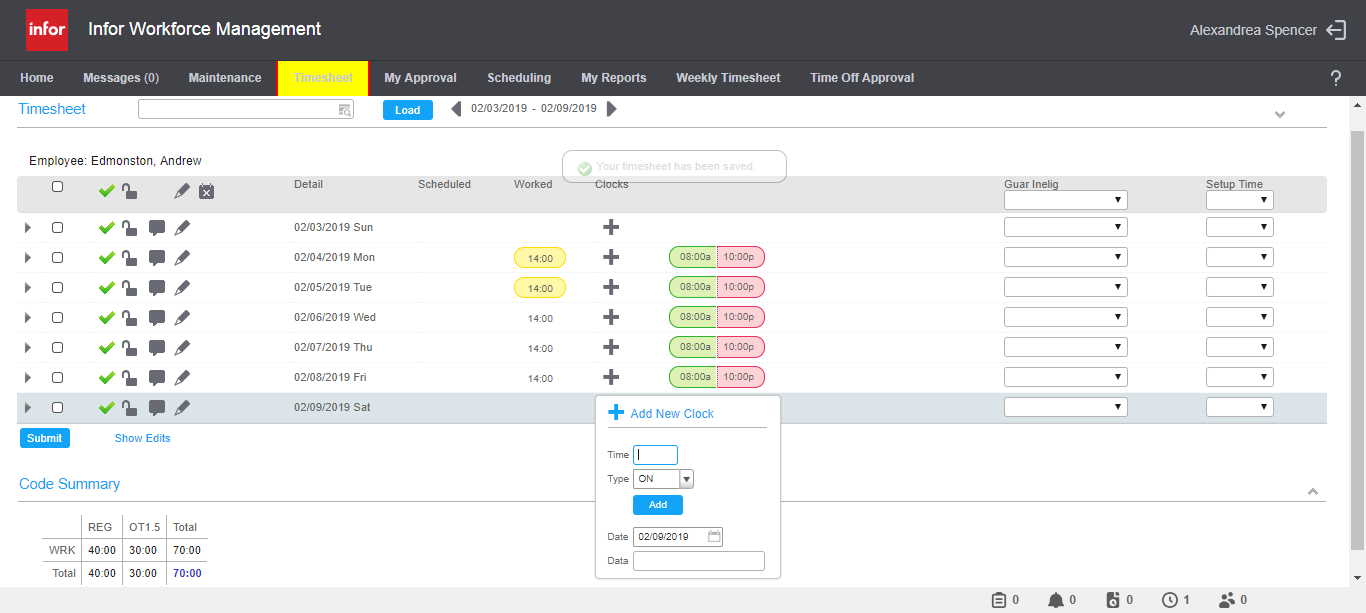 infor Infor Workforce Management Alexandrea Spencer
Home Messages (0) Maintenance Timesheet My Approval Scheduling My Reports Weekly Timesheet Time Off Approval ?
Timesheet Load 02/03/2019 - 02/09/2019
Employee: Edmonston, Andrew
Your timesheet has been saved.
Detail Scheduled Worked Clocks Guar Inelig Setup Time
02/03/2019 Sun
02/04/2019 Mon 14:00 08:00a 10:00p
02/05/2019 Tue 14:00 08:00a 10:00p
02/06/2019 Wed 14:00 08:00a 10:00p
02/07/2019 Thu 14:00 08:00a 10:00p
02/08/2019 Fri 14:00 08:00a 10:00p
02/09/2019 Sat
Submit Show Edits
Add New Clock
Time
Type ON
Add
Date 02/09/2019
Data
Code Summary
REG OT1.5 Total
WRK 40:00 30:00 70:00
Total 40:00 30:00 70:00
0 0 0 1 0